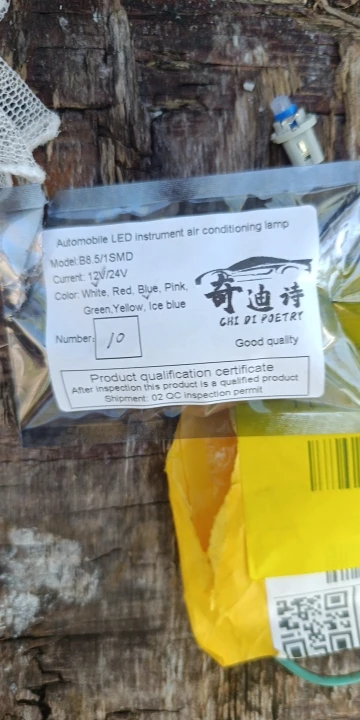 Automobile LED instrument air conditioning lamp
Model:B8.5/1SMD
Current: 12V/24V
Color: White, Red, Blue, Pink,
Green,Yellow, Ice blue
奇迪诗
CHI DI POETRY
Number: 10
Good quality
Product qualification certificate
After inspection this product is a qualified product
Shipment: 02 QC inspection permit